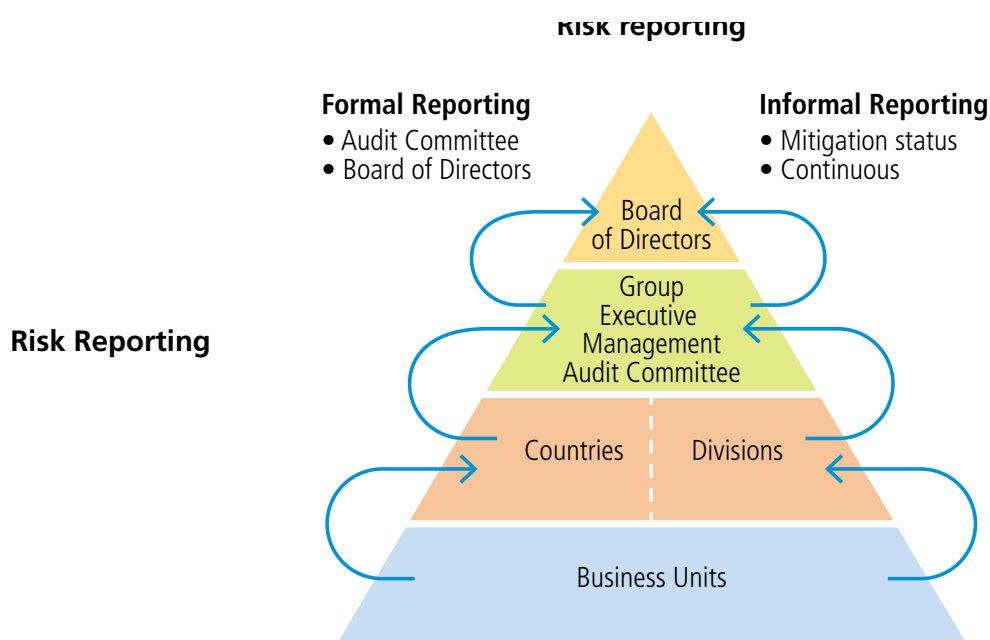 Risk reporting
Formal Reporting
• Audit Committee
• Board of Directors
Informal Reporting
• Mitigation status
• Continuous
Board
of Directors
Group
Executive
Management
Audit Committee
Risk Reporting
Countries
Divisions
Business Units